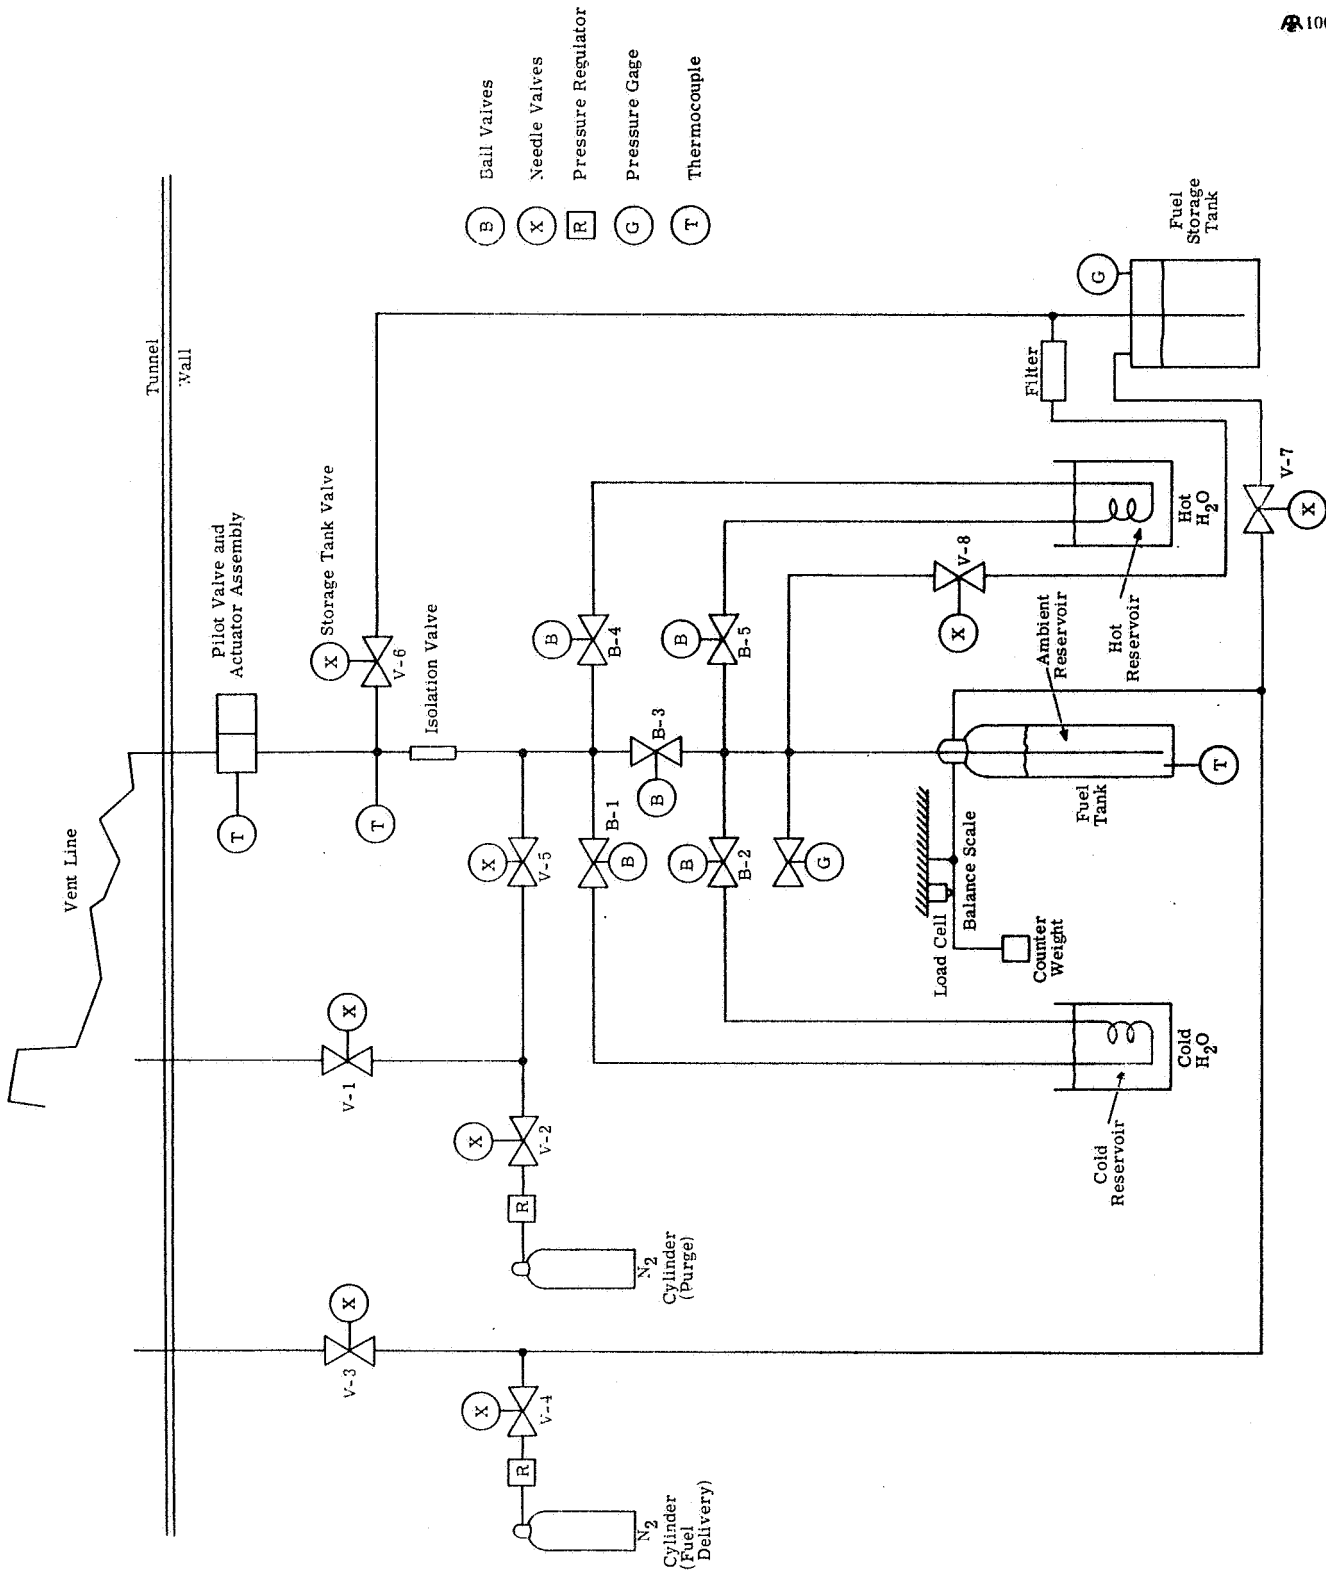 100
Vent Line
Tunnel
Wall
Pilot Valve and
Actuator Assembly
T
X
Storage Tank Valve
V-6
T
Isolation Valve
X
V-1
X
V-3
X
V-5
X
V-2
R
N2
Cylinder
(Purge)
X
V-4
R
N2
Cylinder
(Fuel
Delivery)
B
B-1
B
B-4
B
B-3
B
B-2
B
B-5
G
X
V-8
Load Cell
Balance Scale
Counter
Weight
Fuel
Tank
T
Ambient
Reservoir
Hot
Reservoir
Hot
H2O
Cold
H2O
Cold
Reservoir
Filter
G
Fuel
Storage
Tank
V-7
X
B Ball Valves
X Needle Valves
R Pressure Regulator
G Pressure Gage
T Thermocouple